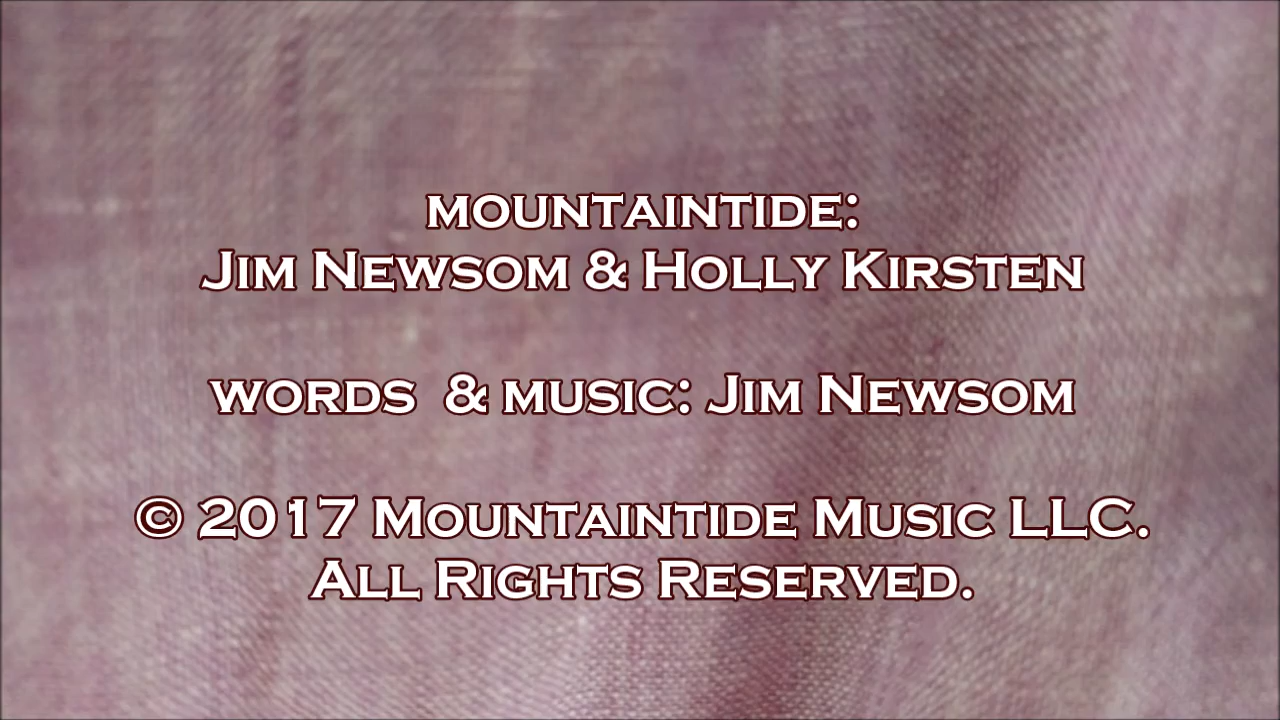 MOUNTAINTIDE:
JIM NEWSOM & HOLLY KIRSTEN
WORDS & MUSIC: JIM NEWSOM
© 2017 MOUNTAINTIDE MUSIC LLC.
ALL RIGHTS RESERVED.